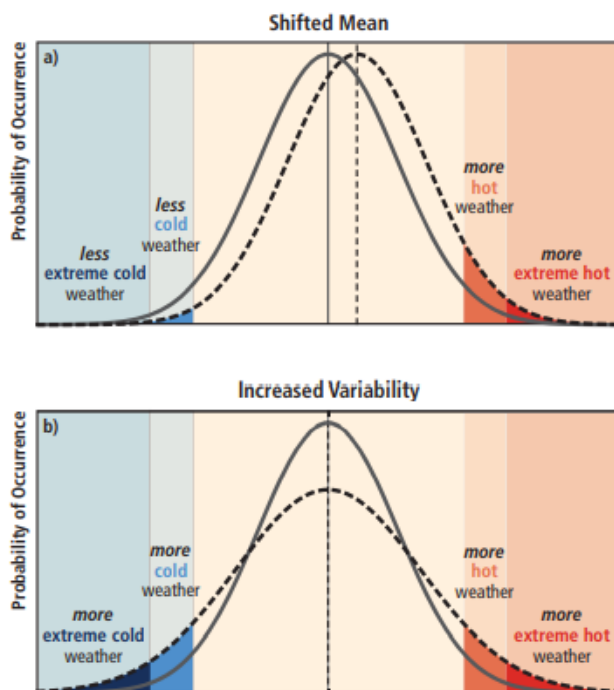 Shifted Mean
a)
Probability of Occurrence
less
cold
weather
less
extreme cold
weather
more
hot
weather
more
extreme hot
weather
Increased Variability
b)
Probability of Occurrence
more
cold
weather
more
extreme cold
weather
more
hot
weather
more
extreme hot
weather